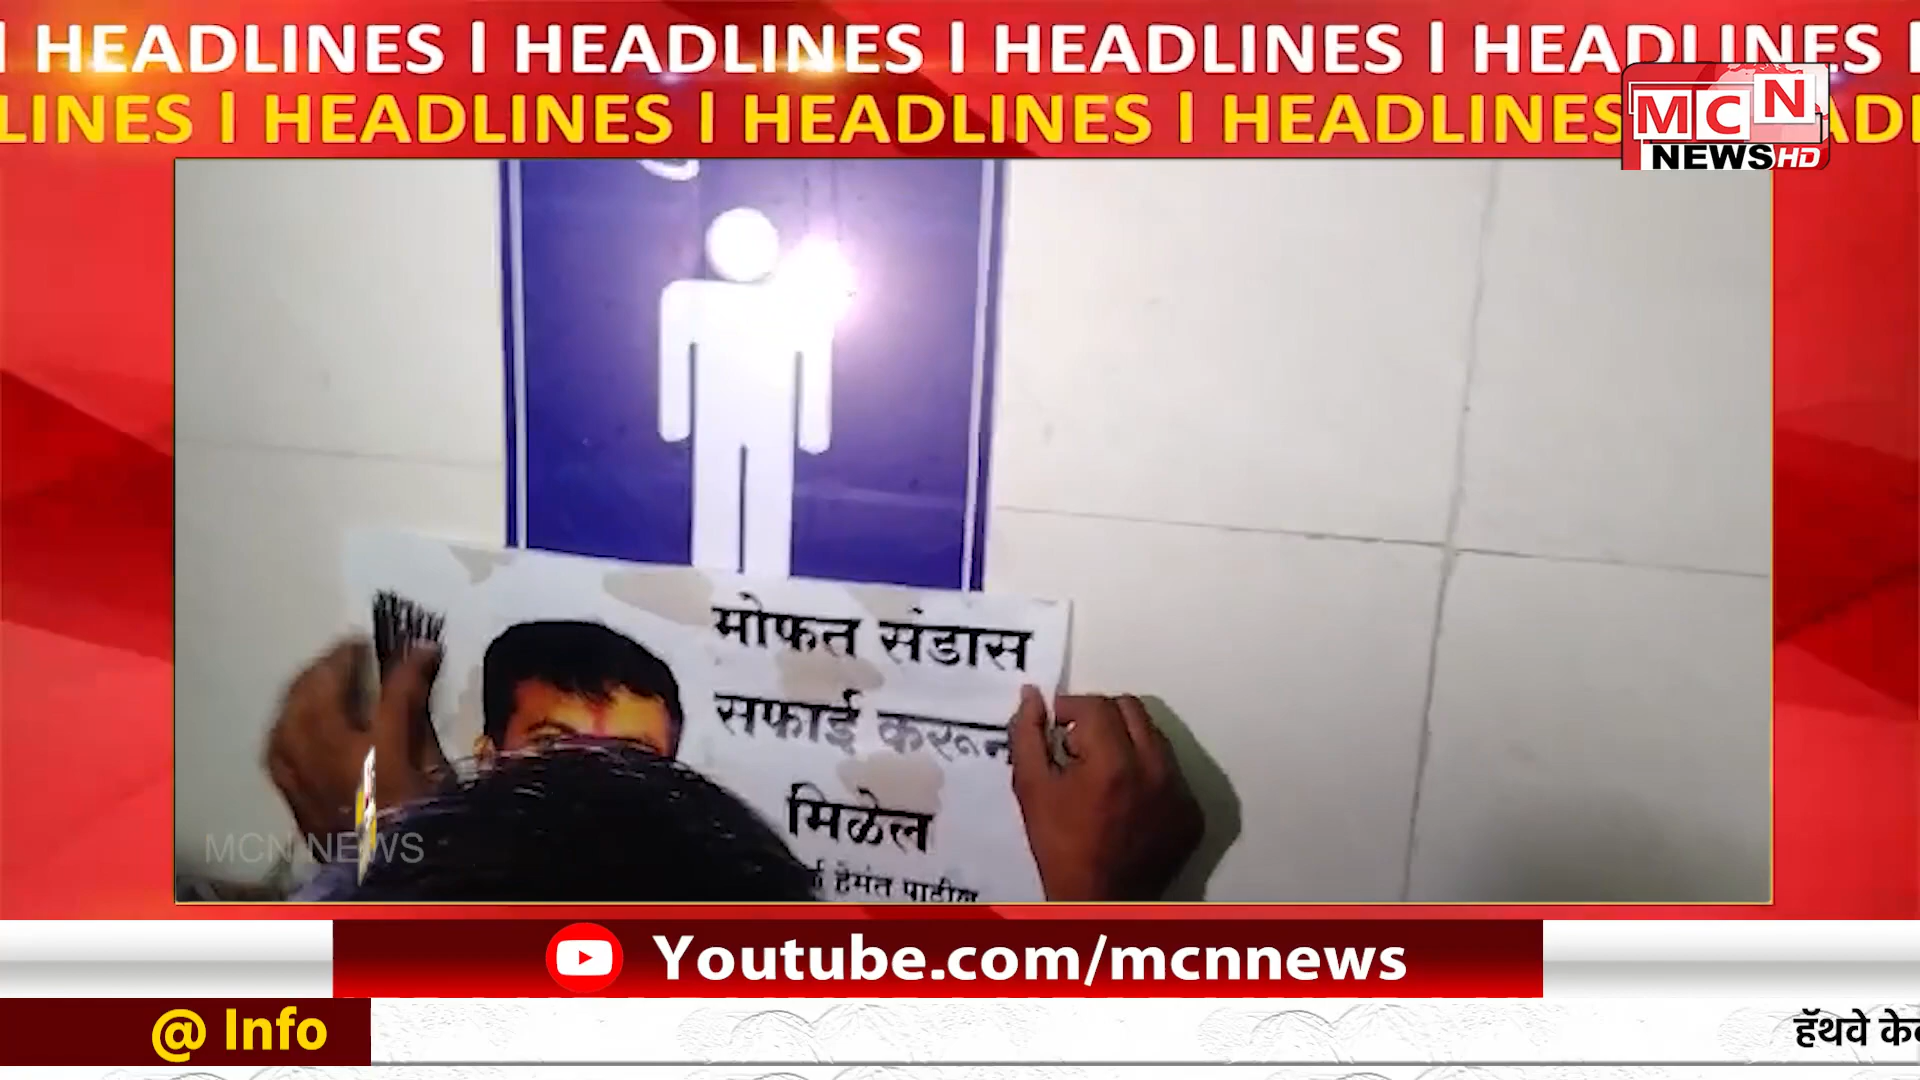 HEADLINES | HEADLINES | HEADLINES | HEADLINES
LINES | HEADLINES | HEADLINES | HEADLINES
MCN
NEWS HD
मोफत संडास
सफाई करून
मिळेल
हेमंत पाटील
MCN NEWS
Youtube.com/mcnnews
@ Info
हॅथवे